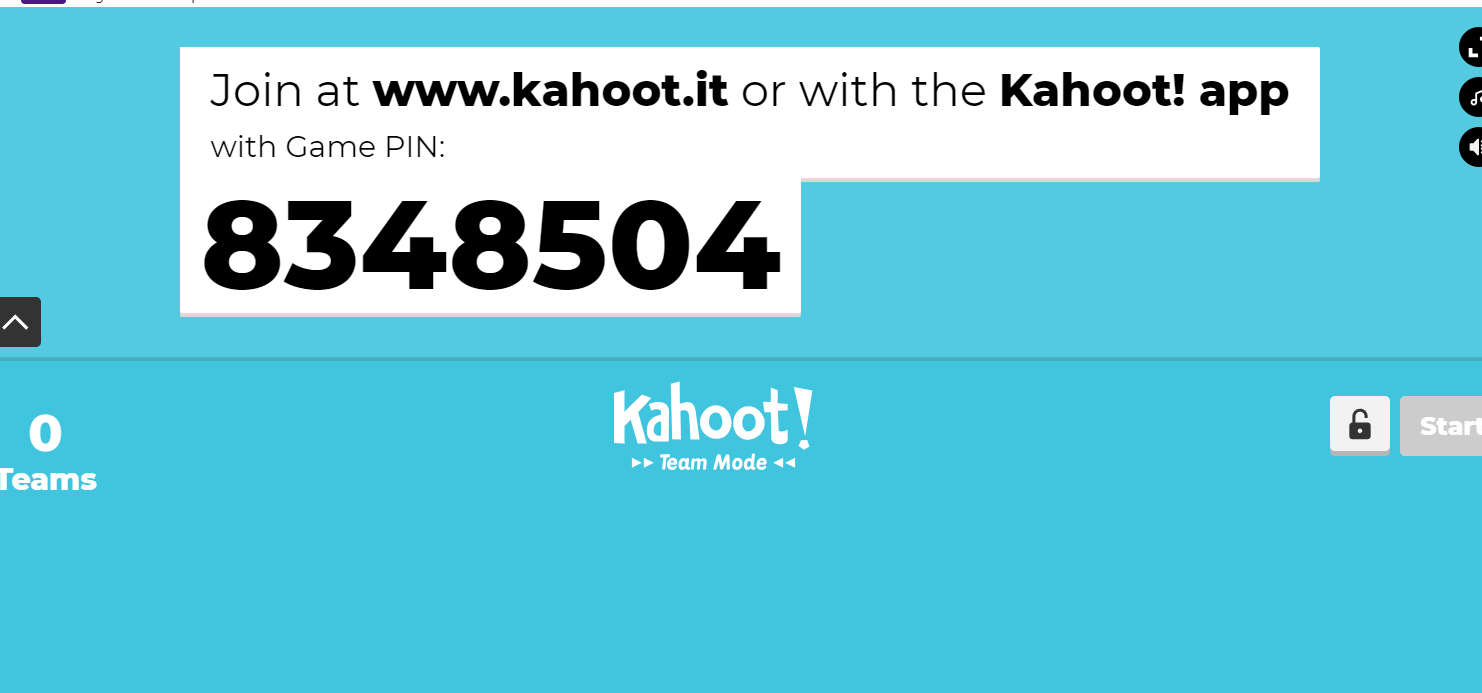 Join at www.kahoot.it or with the Kahoot! app
with Game PIN:
8348504
0
Teams
Kahoot!
Team Mode
Start